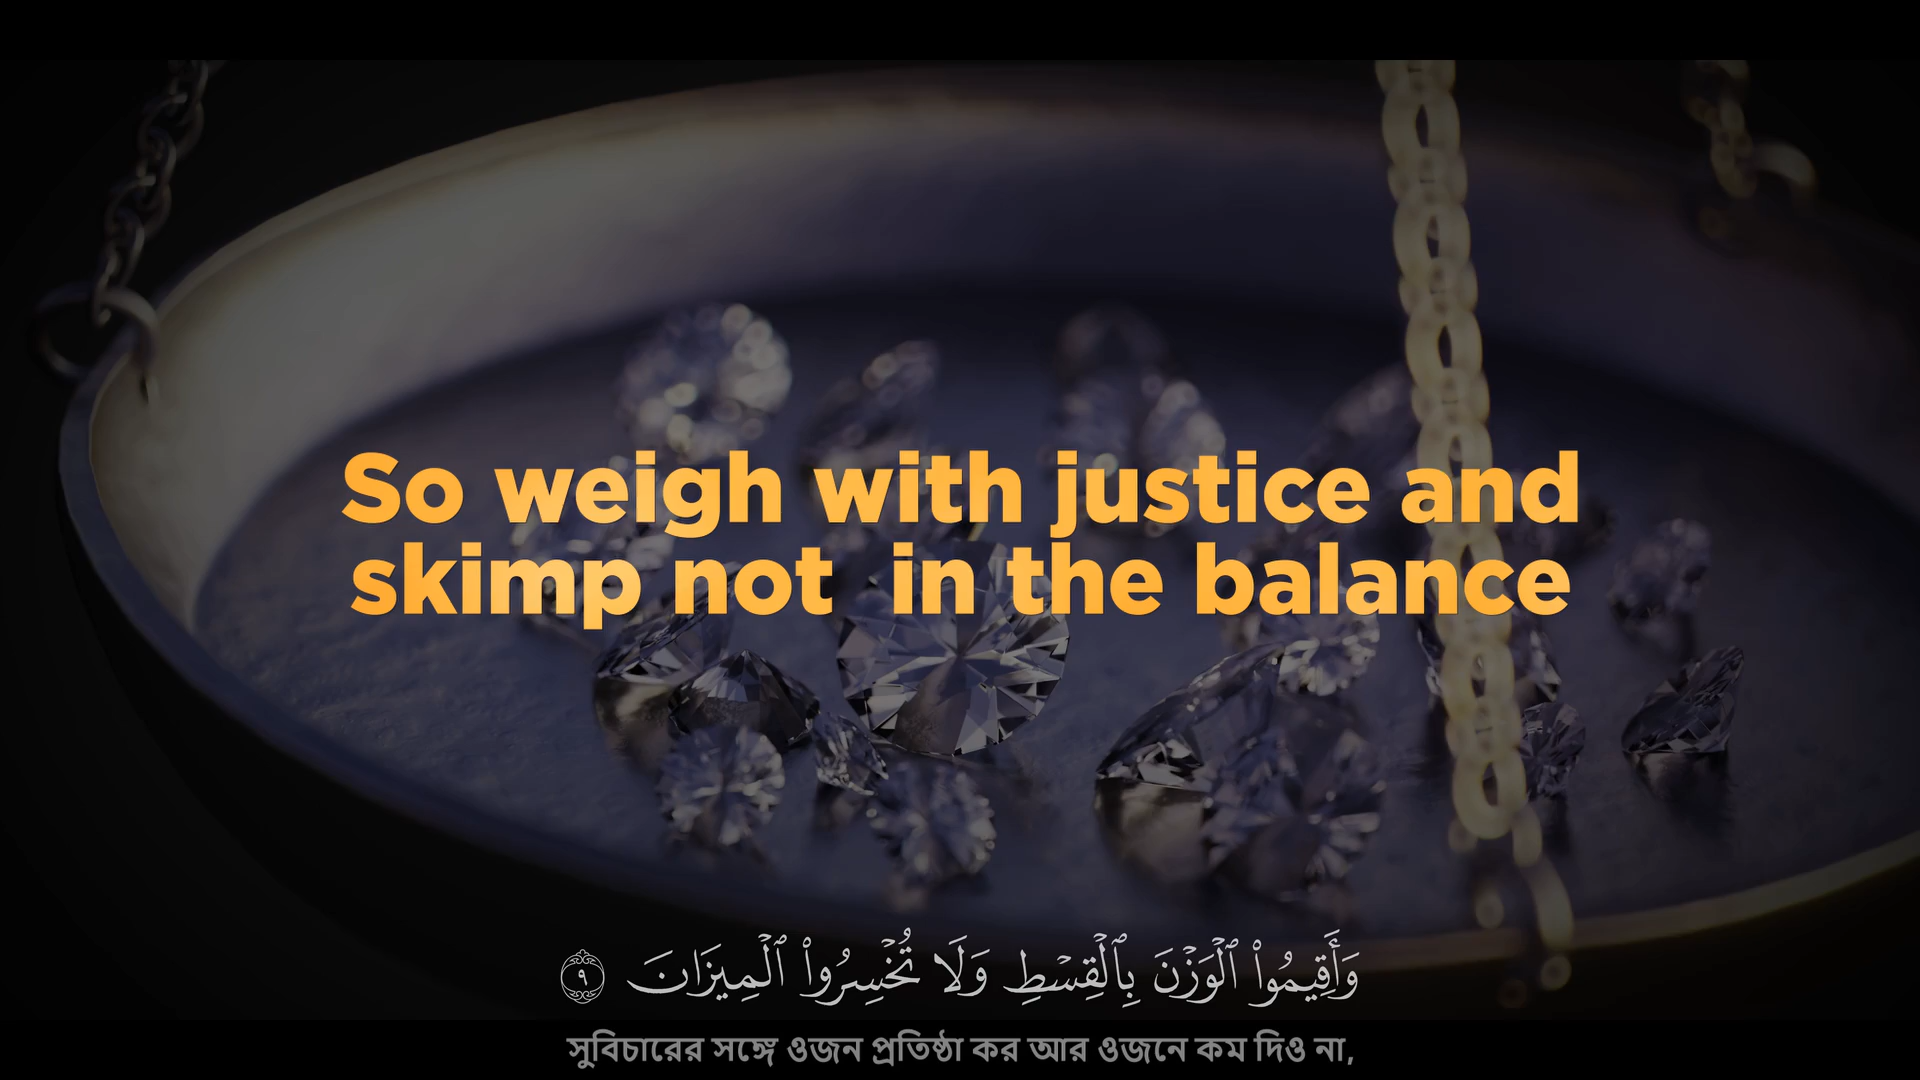 So weigh with justice and
skimp not  in the balance
وَأَقِيمُوا۟ ٱلْوَزْنَ بِٱلْقِسْطِ وَلَا تُخْسِرُوا۟ ٱلْمِيزَانَ ٩
সুবিচারের সঙ্গে ওজন প্রতিষ্ঠা কর আর ওজনে কম দিও না,